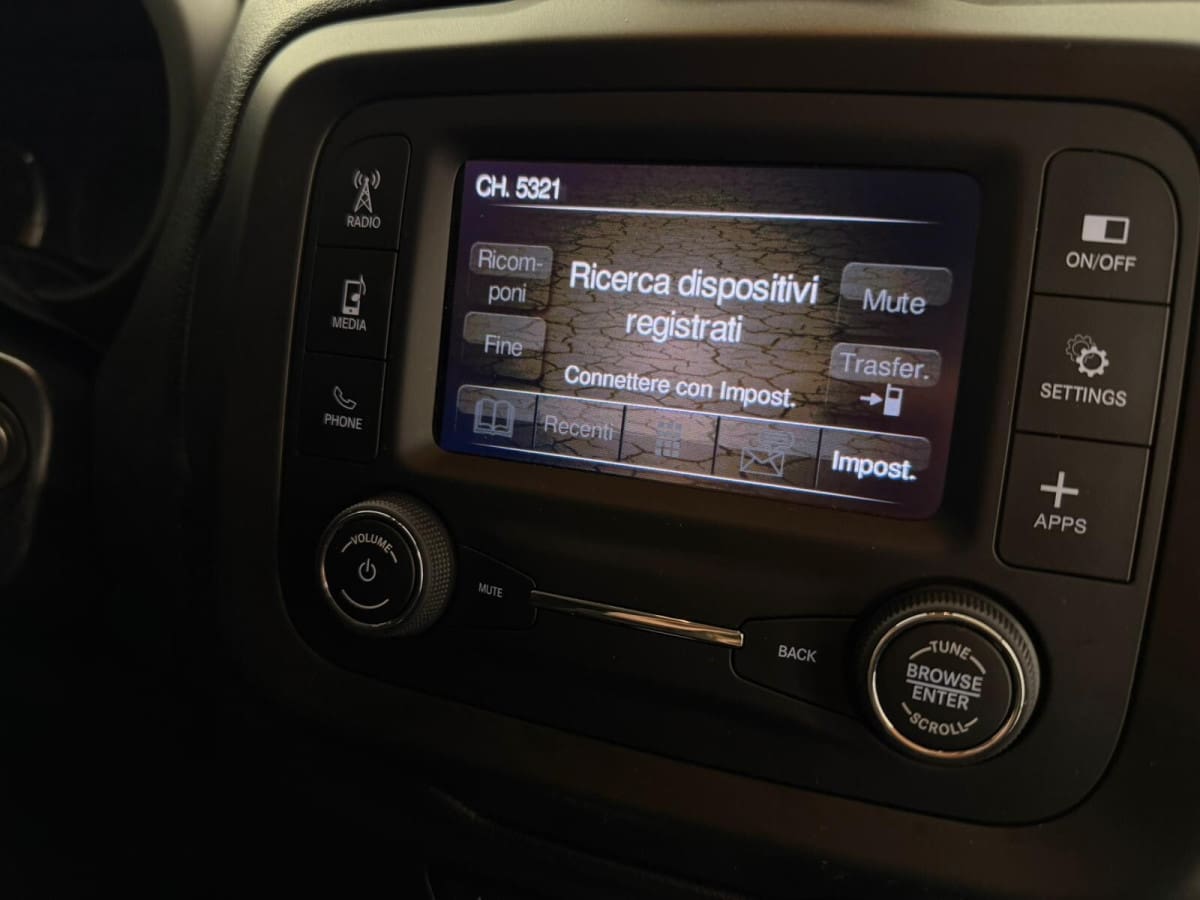 RADIO
MEDIA
PHONE
CH. 5321
Ricom-
poni
Fine
Ricerca dispositivi
registrati
Connettere con Impost.
Mute
Trasfer.
Recenti
Impost.
ON/OFF
SETTINGS
APPS
VOLUME
MUTE
BACK
TUNE
BROWSE
ENTER
SCROLL